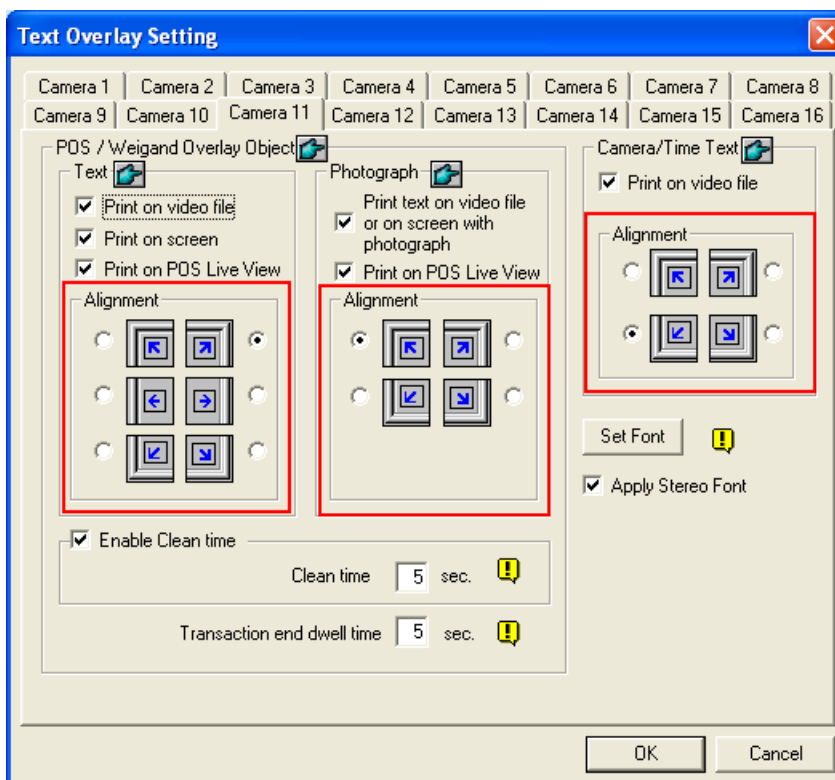 Text Overlay Setting
Camera 1 Camera 2 Camera 3 Camera 4 Camera 5 Camera 6 Camera 7 Camera 8
Camera 9 Camera 10 Camera 11 Camera 12 Camera 13 Camera 14 Camera 15 Camera 16
POS / Weigand Overlay Object
Text
Print on video file
Print on screen
Print on POS Live View
Alignment
Photograph
Print text on video file
or on screen with
photograph
Print on POS Live View
Alignment
Camera/Time Text
Print on video file
Alignment
Set Font
Apply Stereo Font
Enable Clean time
Clean time 5 sec.
Transaction end dwell time 5 sec.
OK Cancel